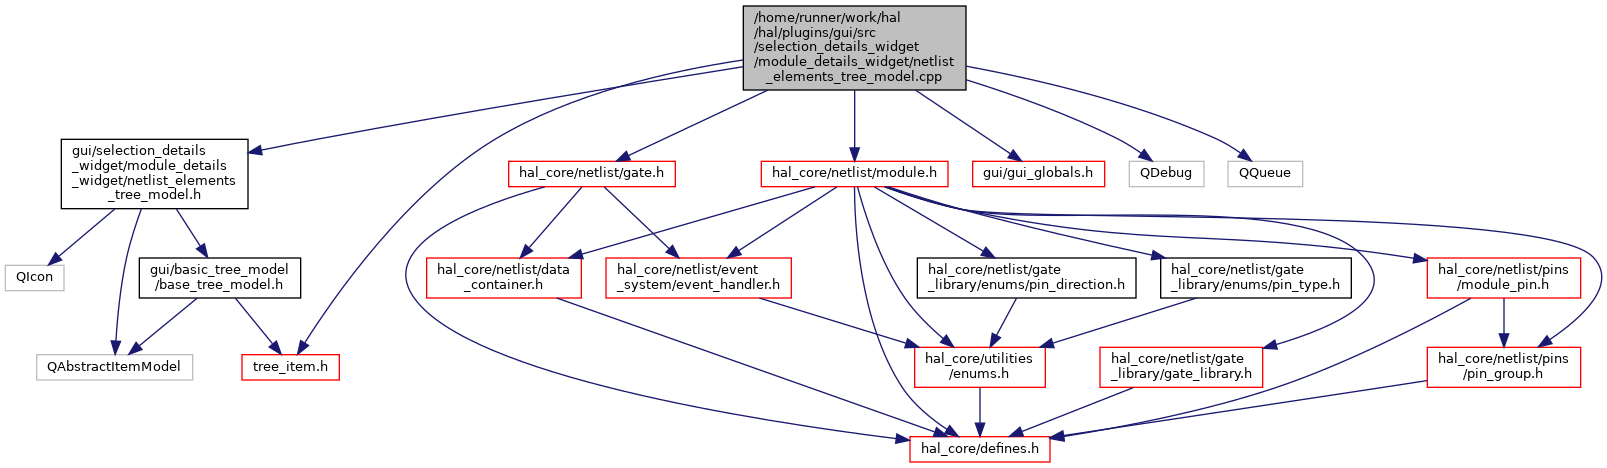 /home/runner/work/hal
/hal/plugins/gui/src
/selection_details_widget
/module_details_widget/netlist
_elements_tree_model.cpp
gui/selection_details
_widget/module_details
_widget/netlist_elements
_tree_model.h
hal_core/netlist/gate.h
hal_core/netlist/module.h
gui/gui_globals.h
QDebug
QQueue
QIcon
gui/basic_tree_model
/base_tree_model.h
hal_core/netlist/data
_container.h
hal_core/netlist/event
_system/event_handler.h
hal_core/netlist/gate
_library/enums/pin_direction.h
hal_core/netlist/gate
_library/enums/pin_type.h
hal_core/netlist/pins
/module_pin.h
QAbstractItemModel
tree_item.h
hal_core/utilities
/enums.h
hal_core/netlist/gate
_library/gate_library.h
hal_core/netlist/pins
/pin_group.h
hal_core/defines.h